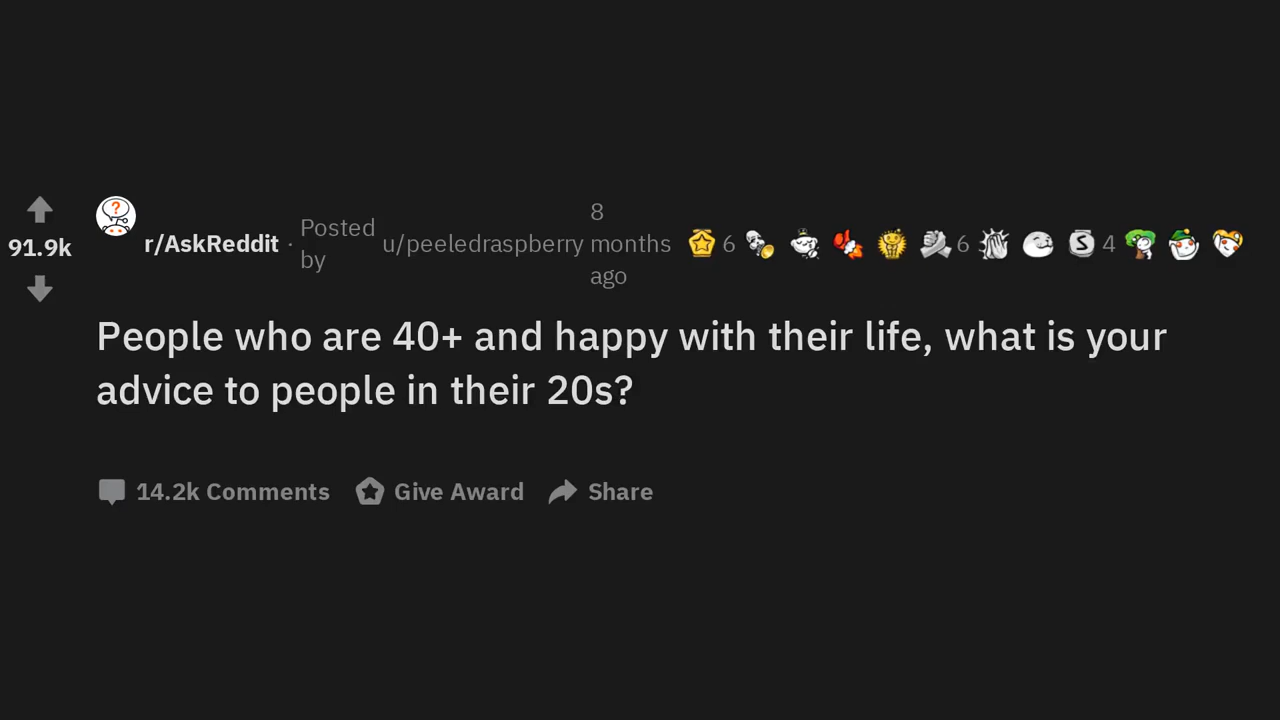 91.9k
r/AskReddit · Posted by u/peeledraspberry 8 months ago 6 6 S 4
People who are 40+ and happy with their life, what is your
advice to people in their 20s?
14.2k Comments Give Award Share